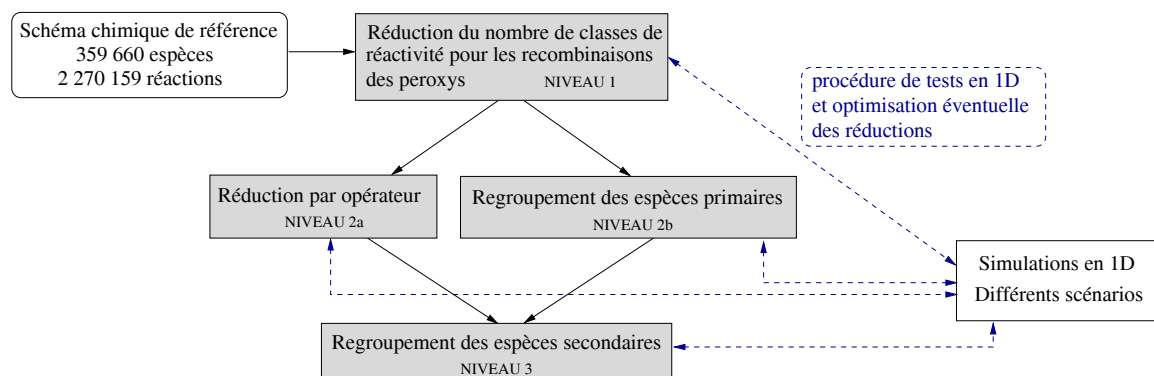 Schéma chimique de référence
359 660 espèces
2 270 159 réactions
Réduction du nombre de classes de
réactivité pour les recombinaisons
des peroxys NIVEAU 1
procédure de tests en 1D
et optimisation éventuelle
des réductions
Réduction par opérateur
NIVEAU 2a
Regroupement des espèces primaires
NIVEAU 2b
Simulations en 1D
Différents scénarios
Regroupement des espèces secondaires
NIVEAU 3